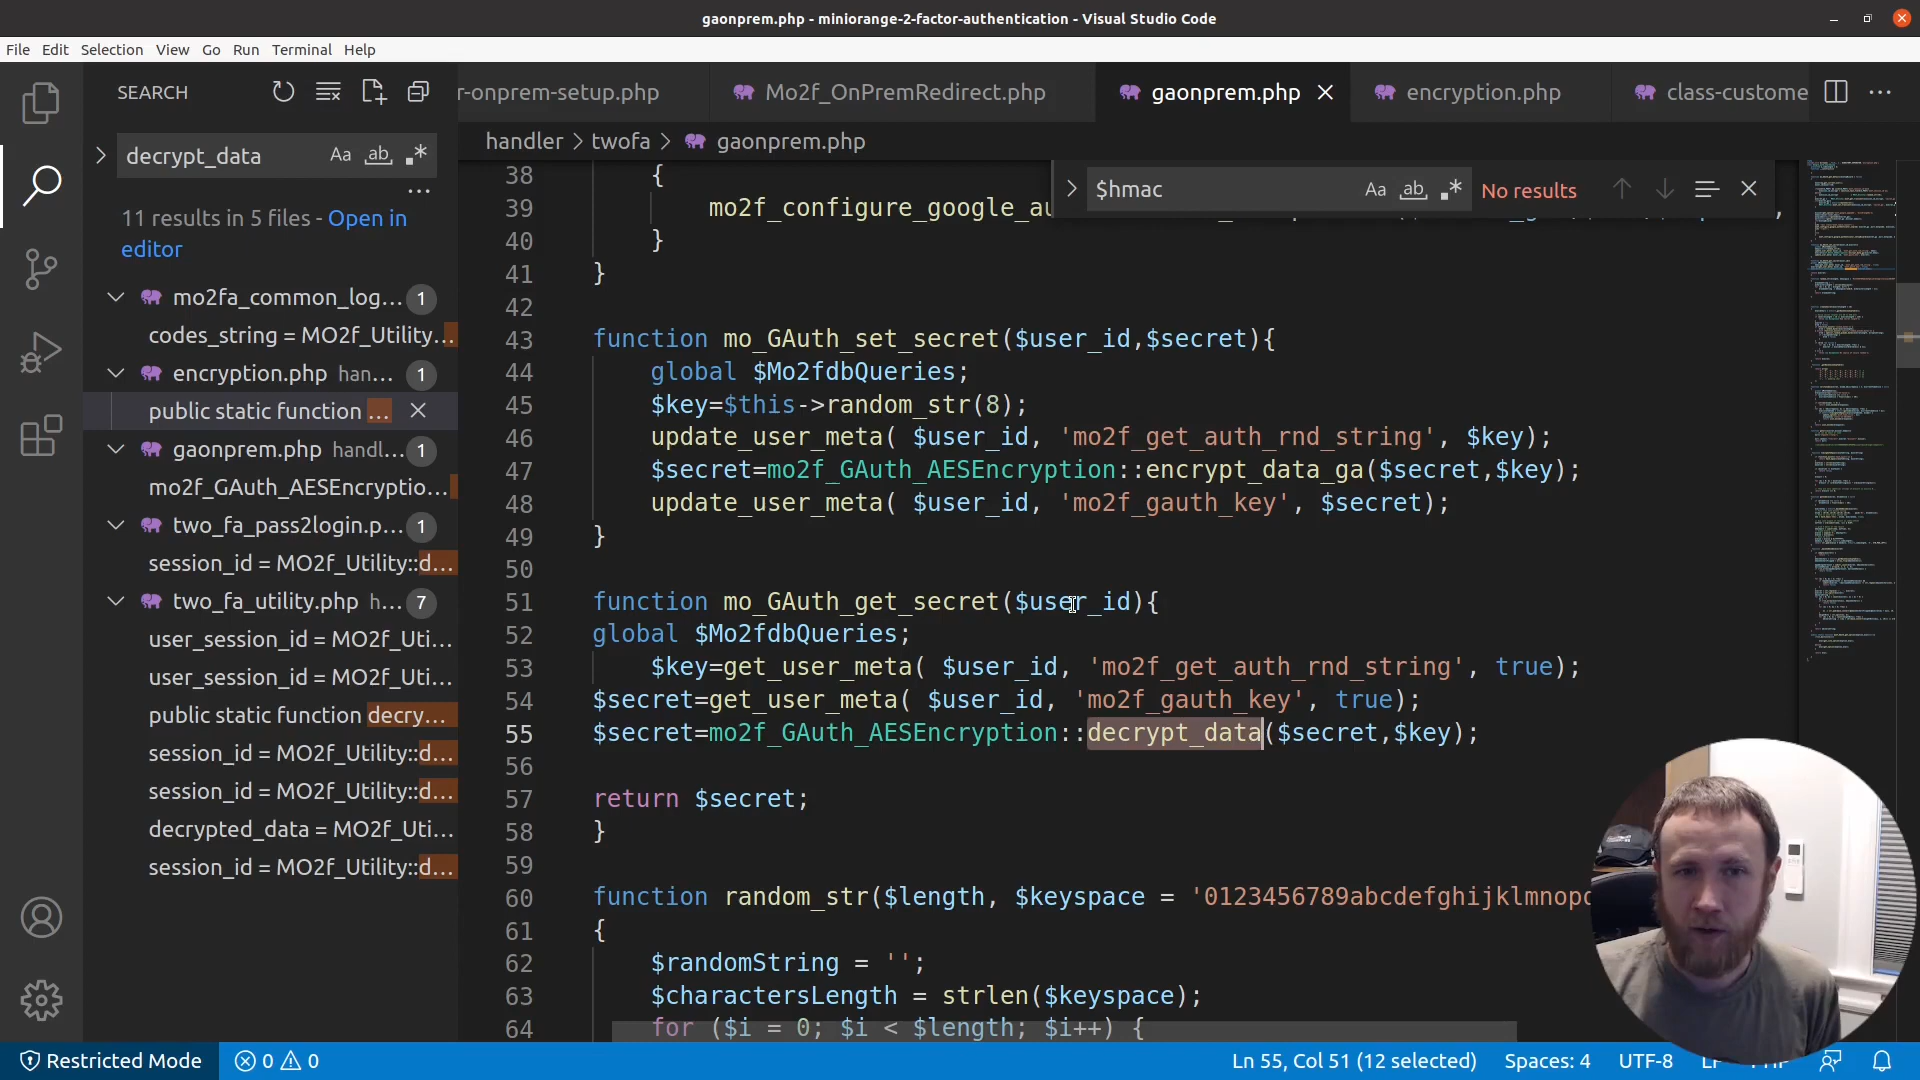 gaonprem.php - miniorange-2-factor-authentication - Visual Studio Code
File Edit Selection View Go Run Terminal Help
SEARCH
r-onprem-setup.php
Mo2f_OnPremRedirect.php
gaonprem.php
encryption.php
class-custome
decrypt_data
handler > twofa > gaonprem.php
$hmac
No results
11 results in 5 files - Open in
editor
mo2fa_common_log... 1
codes_string = MO2f_Utility...
encryption.php han... 1
public static function ...
gaonprem.php handl... 1
mo2f_GAuth_AESEncryptio...
two_fa_pass2login.p... 1
session_id = MO2f_Utility::d...
two_fa_utility.php h... 7
user_session_id = MO2f_Uti...
user_session_id = MO2f_Uti...
public static function decry...
session_id = MO2f_Utility::d...
session_id = MO2f_Utility::d...
decrypted_data = MO2f_Uti...
session_id = MO2f_Utility::d...
38 {
39 mo2f_configure_google_au
40 }
41 }
42
43 function mo_GAuth_set_secret($user_id,$secret){
44 global $Mo2fdbQueries;
45 $key=$this->random_str(8);
46 update_user_meta( $user_id, 'mo2f_get_auth_rnd_string', $key);
47 $secret=mo2f_GAuth_AESEncryption::encrypt_data_ga($secret,$key);
48 update_user_meta( $user_id, 'mo2f_gauth_key', $secret);
49 }
50
51 function mo_GAuth_get_secret($user_id){
52 global $Mo2fdbQueries;
53 $key=get_user_meta( $user_id, 'mo2f_get_auth_rnd_string', true);
54 $secret=get_user_meta( $user_id, 'mo2f_gauth_key', true);
55 $secret=mo2f_GAuth_AESEncryption::decrypt_data($secret,$key);
56
57 return $secret;
58 }
59
60 function random_str($length, $keyspace = '0123456789abcdefghijklmnopq
61 {
62 $randomString = '';
63 $charactersLength = strlen($keyspace);
64 for ($i = 0; $i < $length; $i++) {
Restricted Mode 0 0 Ln 55, Col 51 (12 selected) Spaces: 4 UTF-8 LF PHP